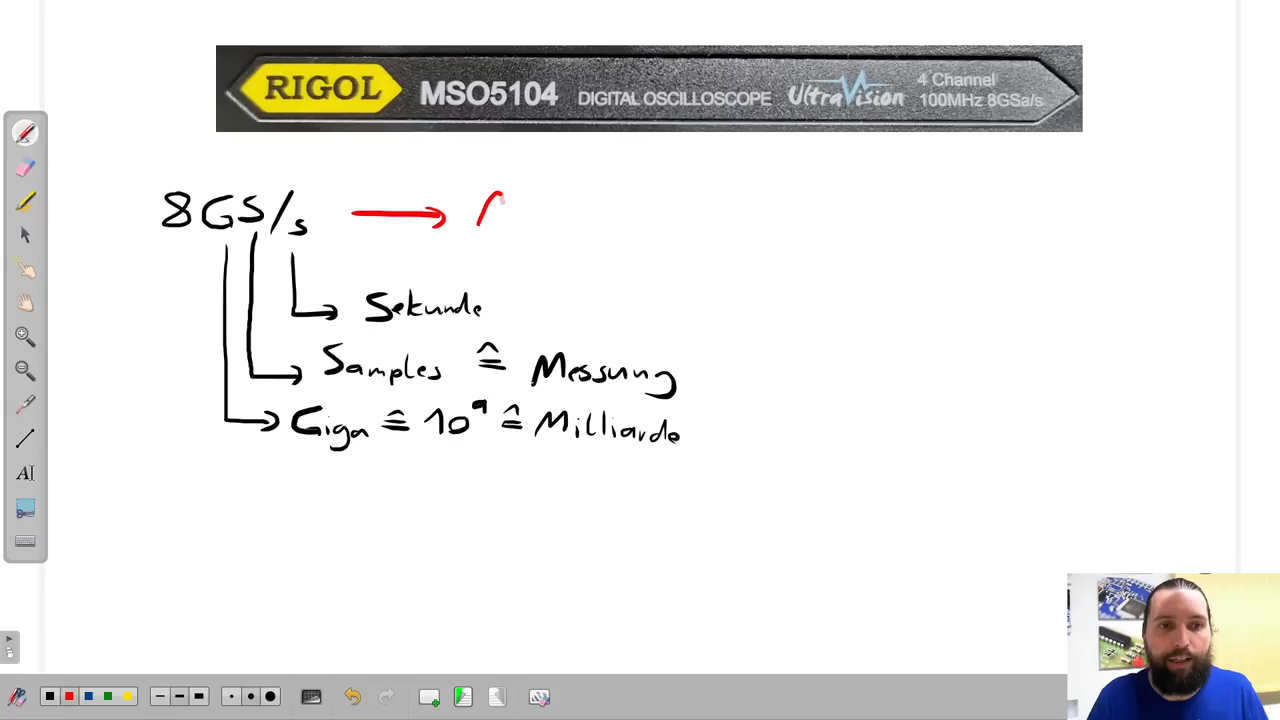 RIGOL MSO5104 DIGITAL OSCILLOSCOPE UltraVision 4 Channel
100MHz 8GSa/s
8GS/s
Sekunde
Samples ≙ Messung
Giga ≙ 10⁹ ≙ Milliarde